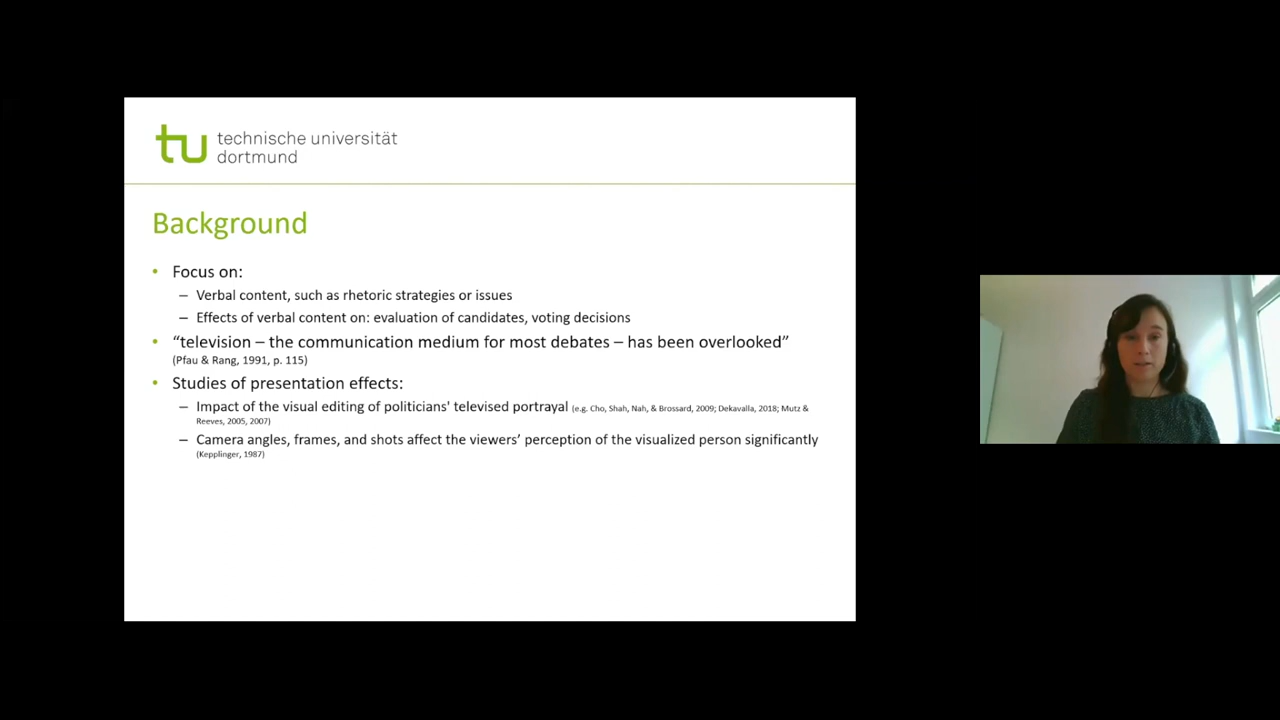 tu technische universität
dortmund
Background
• Focus on:
– Verbal content, such as rhetoric strategies or issues
– Effects of verbal content on: evaluation of candidates, voting decisions
• “television – the communication medium for most debates – has been overlooked”
(Pfau & Rang, 1991, p. 115)
• Studies of presentation effects:
– Impact of the visual editing of politicians' televised portrayal (e.g. Cho, Shah, Nah, & Brossard, 2009; Dekavalla, 2018; Mutz &
Reeves, 2005, 2007)
– Camera angles, frames, and shots affect the viewers’ perception of the visualized person significantly
(Kepplinger, 1987)